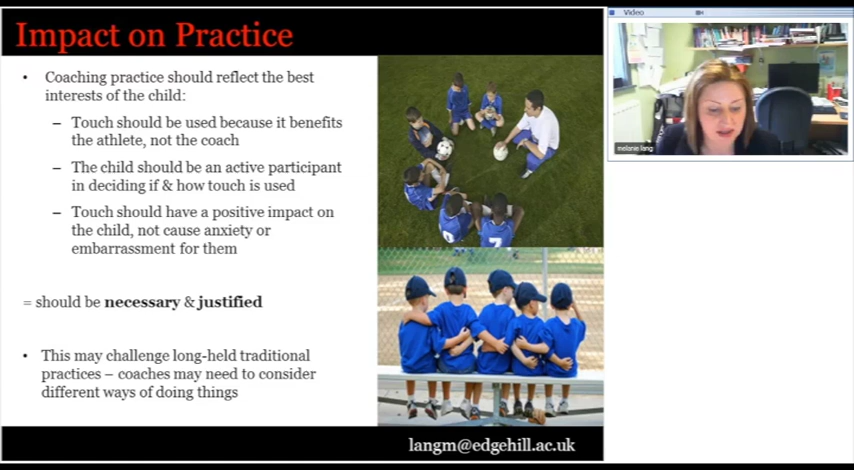 Impact on Practice
• Coaching practice should reflect the best
interests of the child:
– Touch should be used because it benefits
the athlete, not the coach
– The child should be an active participant
in deciding if & how touch is used
– Touch should have a positive impact on
the child, not cause anxiety or
embarrassment for them
= should be necessary & justified
• This may challenge long-held traditional
practices – coaches may need to consider
different ways of doing things
langm@edgehill.ac.uk
Video
melanie lang
7